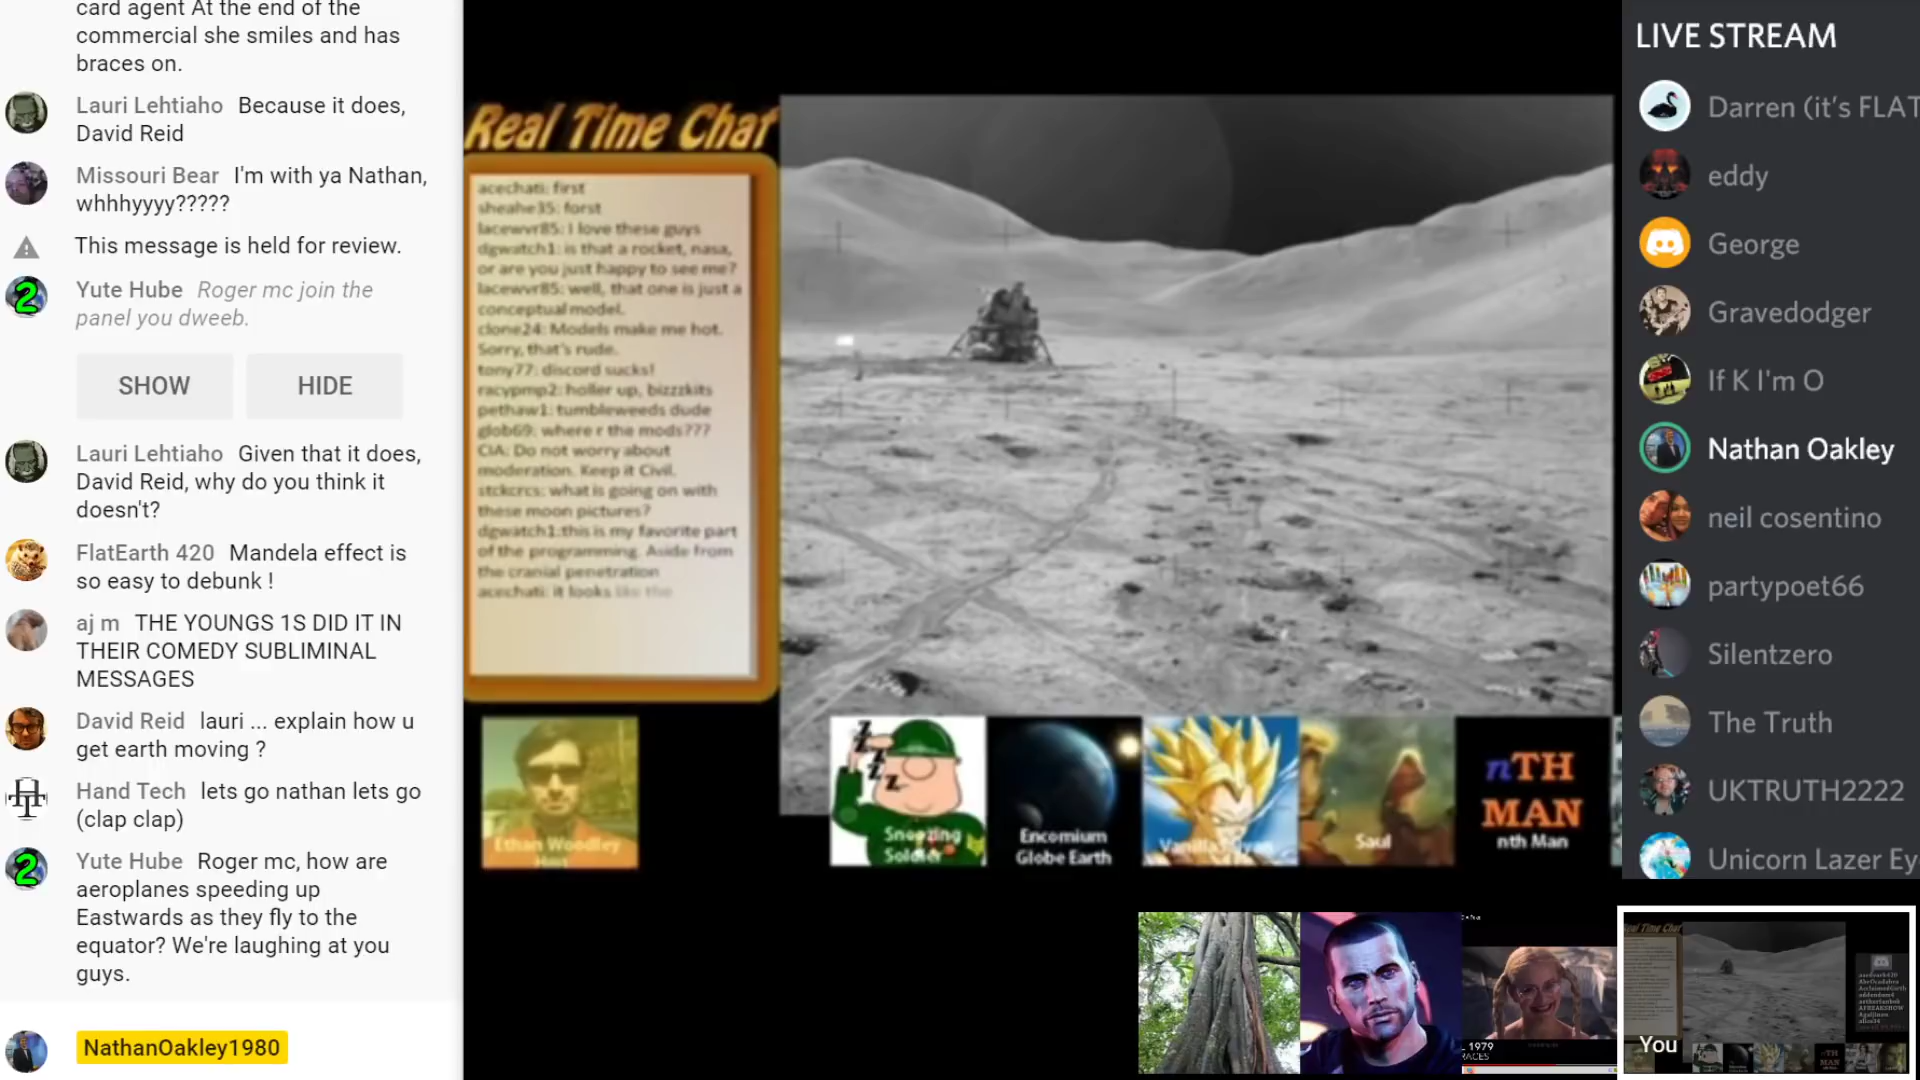 card agent At the end of the
commercial she smiles and has
braces on.
Lauri Lehtiaho Because it does,
David Reid
Missouri Bear I'm with ya Nathan,
whhhyyyy?????
This message is held for review.
Yute Hube Roger mc join the
panel you dweeb.
SHOW HIDE
Lauri Lehtiaho Given that it does,
David Reid, why do you think it
doesn't?
FlatEarth 420 Mandela effect is
so easy to debunk !
aj m THE YOUNGS 1S DID IT IN
THEIR COMEDY SUBLIMINAL
MESSAGES
David Reid lauri ... explain how u
get earth moving ?
Hand Tech lets go nathan lets go
(clap clap)
Yute Hube Roger mc, how are
aeroplanes speeding up
Eastwards as they fly to the
equator? We're laughing at you
guys.
NathanOakley1980
Real Time Chat
acechati: first
sheahe35: forst
lacewvr85: I love these guys
dgwatch1: is that a rocket, nasa,
or are you just happy to see me?
lacewvr85: well, that one is just a
conceptual model.
clone24: Models make me hot.
Sorry, that's rude.
tony77: discord sucks!
racypmp2: holler up, bizzzkits
pethaw1: tumbleweeds dude
glob69: where r the mods???
CIA: Do not worry about
moderation. Keep it Civil.
stckcrcs: what is going on with
these moon pictures?
dgwatch1:this is my favorite part
of the programming. Aside from
the cranial penetration
acechati: it looks like the
Ethan Woodley
Host
Snoozing
Soldier
Encomium
Globe Earth
Saul
nTH
MAN
nth Man
LIVE STREAM
Darren (it's FLAT
eddy
George
Gravedodger
If K I'm O
Nathan Oakley
neil cosentino
partypoet66
Silentzero
The Truth
UKTRUTH2222
Unicorn Lazer Ey
1979
RACES
Real Time Chat
You